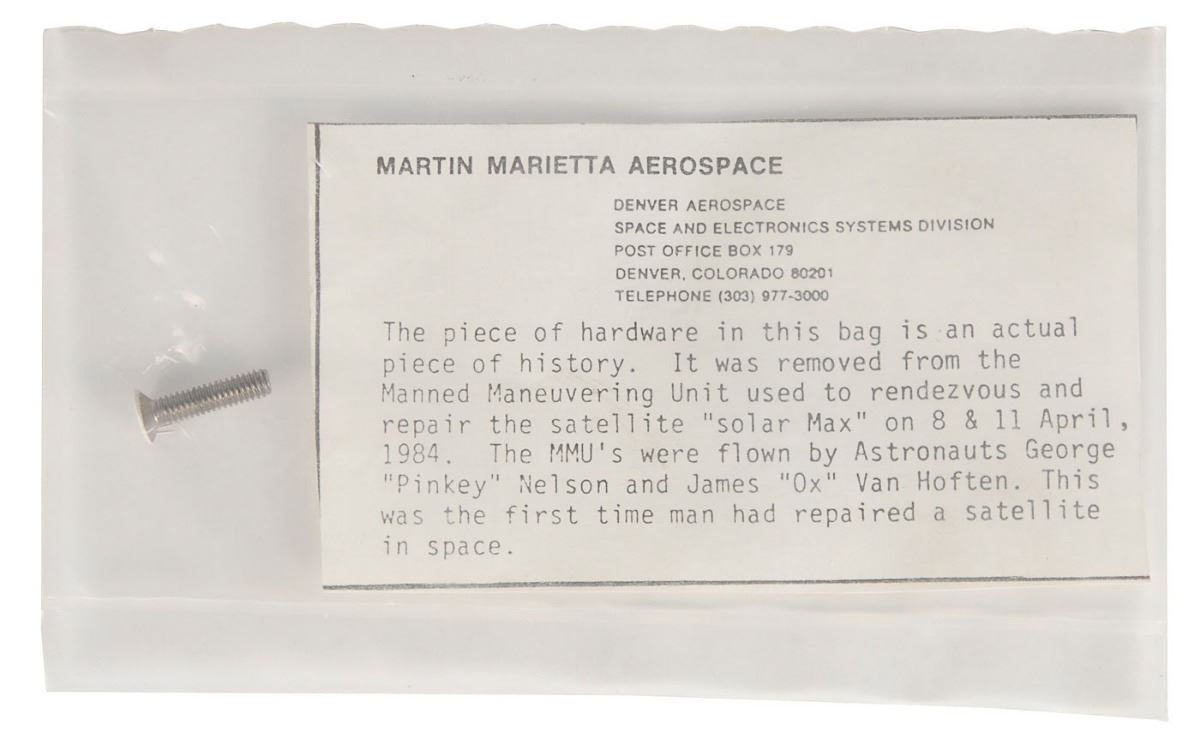 MARTIN MARIETTA AEROSPACE
DENVER AEROSPACE
SPACE AND ELECTRONICS SYSTEMS DIVISION
POST OFFICE BOX 179
DENVER, COLORADO 80201
TELEPHONE (303) 977-3000
The piece of hardware in this bag is an actual
piece of history. It was removed from the
Manned Maneuvering Unit used to rendezvous and
repair the satellite "solar Max" on 8 & 11 April,
1984. The MMU's were flown by Astronauts George
"Pinkey" Nelson and James "Ox" Van Hoften. This
was the first time man had repaired a satellite
in space.